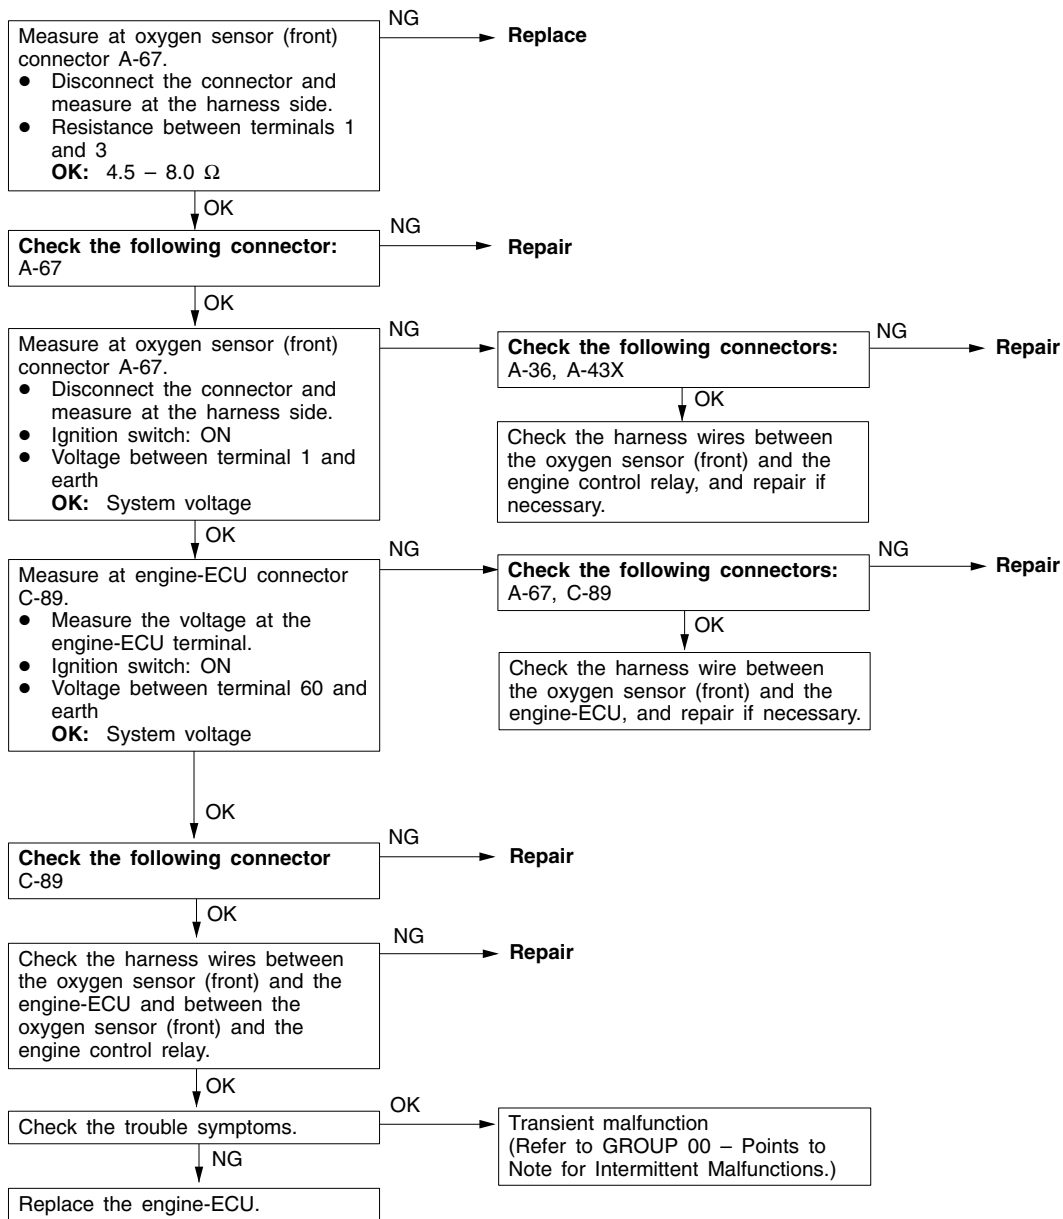 NG
Measure at oxygen sensor (front)
connector A-67.
● Disconnect the connector and
measure at the harness side.
● Resistance between terminals 1
and 3
OK: 4.5 – 8.0 Ω
Replace
OK
Check the following connector:
A-67
NG
Repair
OK
Measure at oxygen sensor (front)
connector A-67.
● Disconnect the connector and
measure at the harness side.
● Ignition switch: ON
● Voltage between terminal 1 and
earth
OK: System voltage
NG
Check the following connectors:
A-36, A-43X
NG
Repair
OK
Check the harness wires between
the oxygen sensor (front) and the
engine control relay, and repair if
necessary.
OK
Measure at engine-ECU connector
C-89.
● Measure the voltage at the
engine-ECU terminal.
● Ignition switch: ON
● Voltage between terminal 60 and
earth
OK: System voltage
NG
Check the following connectors:
A-67, C-89
NG
Repair
OK
Check the harness wire between
the oxygen sensor (front) and the
engine-ECU, and repair if necessary.
OK
Check the following connector
C-89
NG
Repair
OK
Check the harness wires between
the oxygen sensor (front) and the
engine-ECU and between the
oxygen sensor (front) and the
engine control relay.
NG
Repair
OK
Check the trouble symptoms.
OK
Transient malfunction
(Refer to GROUP 00 – Points to
Note for Intermittent Malfunctions.)
NG
Replace the engine-ECU.